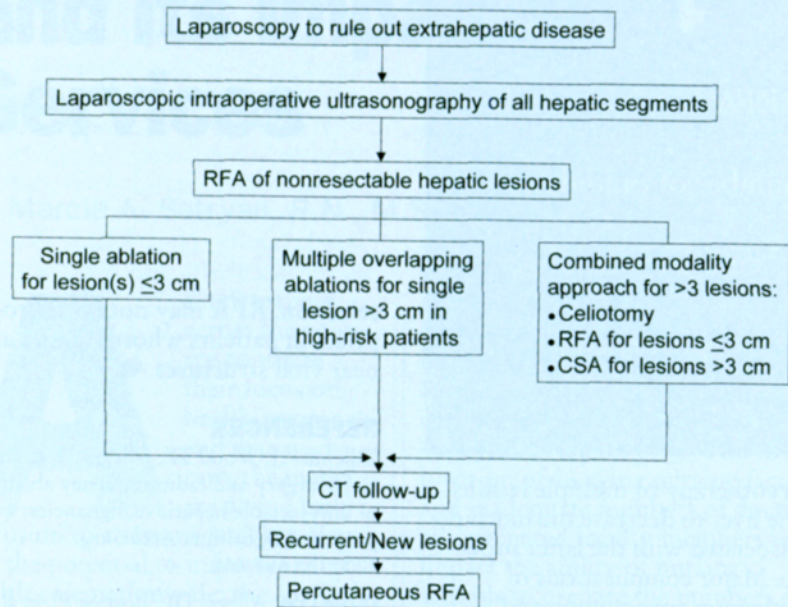 Laparoscopy to rule out extrahepatic disease
Laparoscopic intraoperative ultrasonography of all hepatic segments
RFA of nonresectable hepatic lesions
Single ablation
for lesion(s) ≤3 cm
Multiple overlapping
ablations for single
lesion >3 cm in
high-risk patients
Combined modality
approach for >3 lesions:
•Celiotomy
•RFA for lesions ≤3 cm
•CSA for lesions >3 cm
CT follow-up
Recurrent/New lesions
Percutaneous RFA